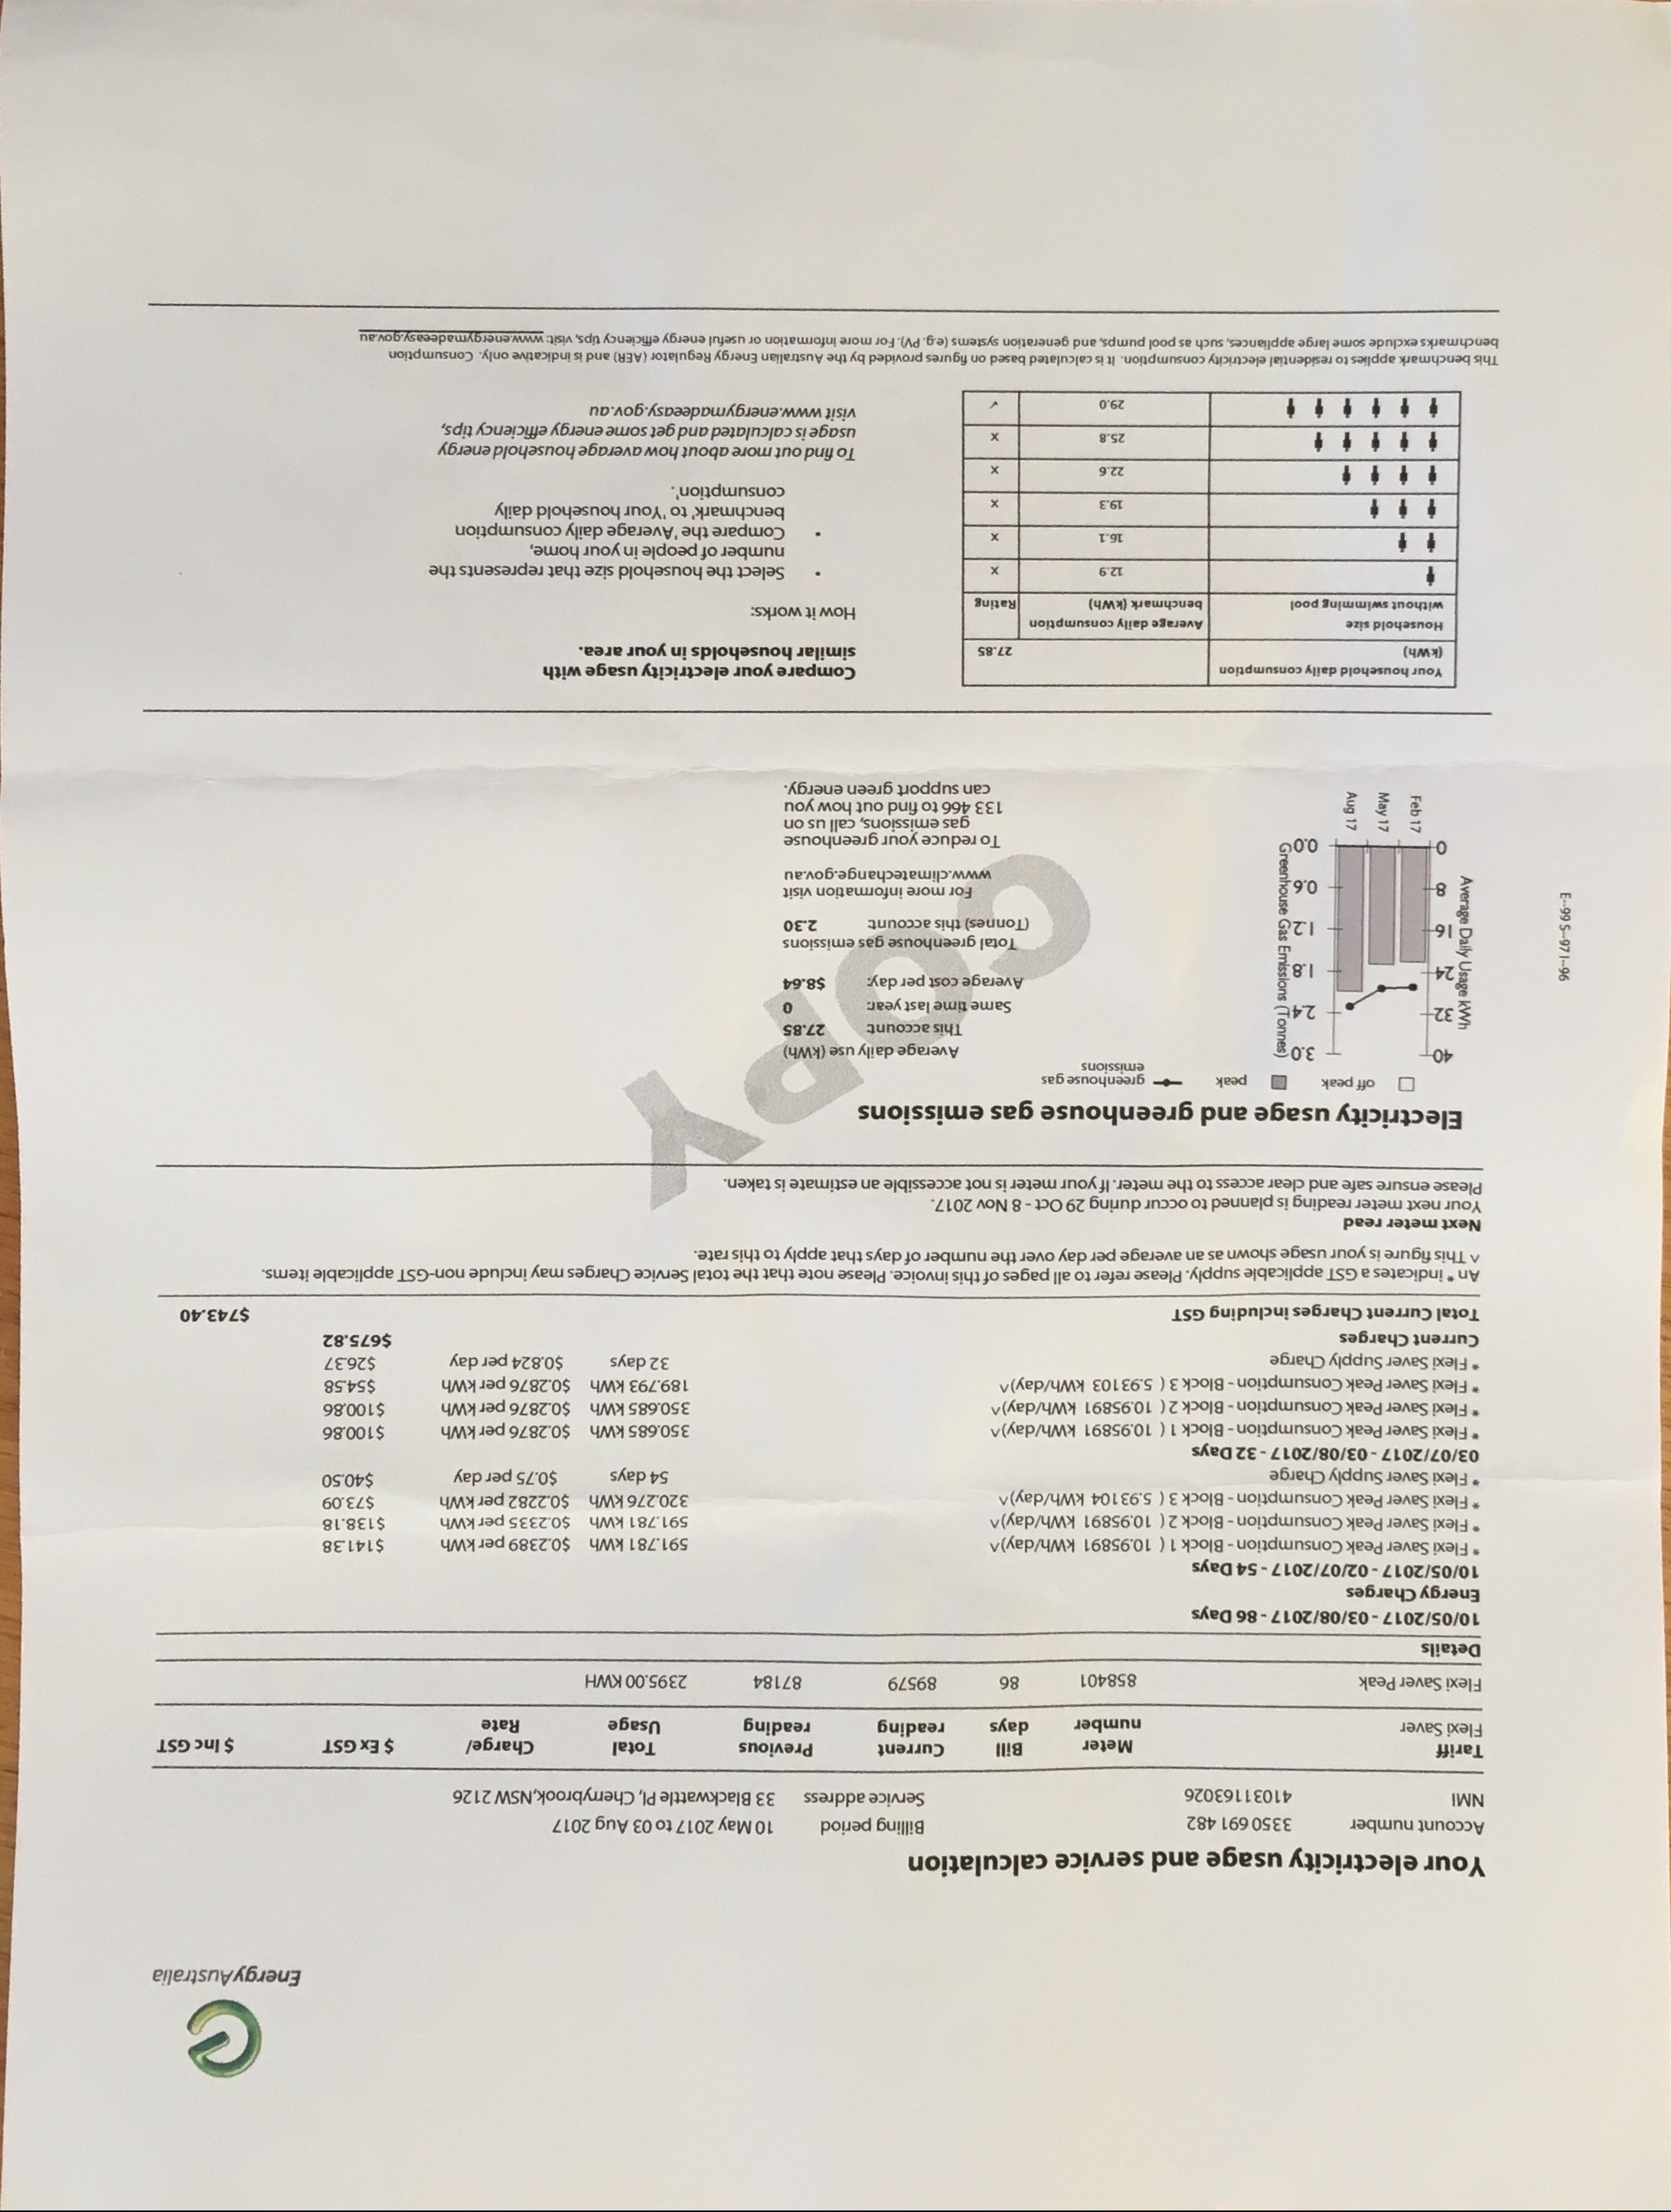 EnergyAustralia
Your electricity usage and service calculation
Account number 3350 691 482 Billing period 10 May 2017 to 03 Aug 2017
NMI 41031163026 Service address 33 Blackwattle Pl, Cherrybrook,NSW 2126
Tariff Meter Bill Current Previous Total Charge/ $ Ex GST $ Inc GST
Flexi Saver number days reading reading Usage Rate
Flexi Saver Peak 858401 86 89579 87184 2395.00 KWH
Details
10/05/2017 - 03/08/2017 - 86 Days
Energy Charges
10/05/2017 - 02/07/2017 - 54 Days
* Flexi Saver Peak Consumption - Block 1 ( 10.95891 kWh/day)^ 591.781 kWh $0.2389 per kWh $141.38
* Flexi Saver Peak Consumption - Block 2 ( 10.95891 kWh/day)^ 591.781 kWh $0.2335 per kWh $138.18
* Flexi Saver Peak Consumption - Block 3 ( 5.93104 kWh/day)^ 320.276 kWh $0.2282 per kWh $73.09
* Flexi Saver Supply Charge 54 days $0.75 per day $40.50
03/07/2017 - 03/08/2017 - 32 Days
* Flexi Saver Peak Consumption - Block 1 ( 10.95891 kWh/day)^ 350.685 kWh $0.2876 per kWh $100.86
* Flexi Saver Peak Consumption - Block 2 ( 10.95891 kWh/day)^ 350.685 kWh $0.2876 per kWh $100.86
* Flexi Saver Peak Consumption - Block 3 ( 5.93103 kWh/day)^ 189.793 kWh $0.2876 per kWh $54.58
* Flexi Saver Supply Charge 32 days $0.824 per day $26.37
Current Charges $675.82
Total Current Charges including GST $743.40
An * indicates a GST applicable supply. Please refer to all pages of this invoice. Please note that the total Service Charges may include non-GST applicable items.
^ This figure is your usage shown as an average per day over the number of days that apply to this rate.
Next meter read
Your next meter reading is planned to occur during 29 Oct - 8 Nov 2017.
Please ensure safe and clear access to the meter. If your meter is not accessible an estimate is taken.
COPY
Electricity usage and greenhouse gas emissions
off peak peak greenhouse gas
emissions
Average Daily Usage kWh
40
32
24
16
8
0
3.0
2.4
1.8
1.2
0.6
0.0
Greenhouse Gas Emissions (Tonnes)
Feb 17
May 17
Aug 17
Average daily use (kWh)
This account: 27.85
Same time last year: 0
Average cost per day: $8.64
Total greenhouse gas emissions
(Tonnes) this account: 2.30
For more information visit
www.climatechange.gov.au
To reduce your greenhouse
gas emissions, call us on
133 466 to find out how you
can support green energy.
E--99 S--97 I--96
Your household daily consumption
(kWh) 27.85
Household size Average daily consumption
without swimming pool benchmark (kWh) Rating
12.9 x
16.1 x
19.3 x
22.6 x
25.8 x
29.0 ✓
Compare your electricity usage with
similar households in your area.
How it works:
• Select the household size that represents the
number of people in your home,
• Compare the 'Average daily consumption
benchmark' to 'Your household daily
consumption'.
To find out more about how average household energy
usage is calculated and get some energy efficiency tips,
visit www.energymadeeasy.gov.au
This benchmark applies to residential electricity consumption. It is calculated based on figures provided by the Australian Energy Regulator (AER) and is indicative only. Consumption
benchmarks exclude some large appliances, such as pool pumps, and generation systems (e.g. PV). For more information or useful energy efficiency tips, visit: www.energymadeeasy.gov.au